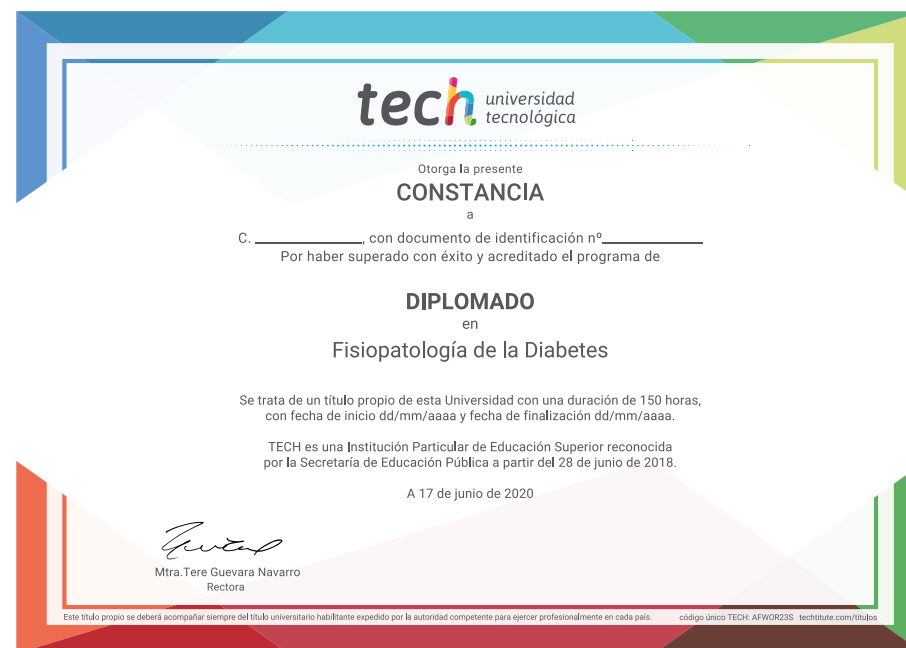 tech universidad
tecnológica
Otorga la presente
CONSTANCIA
a
C. ____________, con documento de identificación nº____________
Por haber superado con éxito y acreditado el programa de
DIPLOMADO
en
Fisiopatología de la Diabetes
Se trata de un título propio de esta Universidad con una duración de 150 horas,
con fecha de inicio dd/mm/aaaa y fecha de finalización dd/mm/aaaa.
TECH es una Institución Particular de Educación Superior reconocida
por la Secretaría de Educación Pública a partir del 28 de junio de 2018.
A 17 de junio de 2020
Mtra.Tere Guevara Navarro
Rectora
Este título propio se deberá acompañar siempre del título universitario habilitante expedido por la autoridad competente para ejercer profesionalmente en cada país. código único TECH: AFWOR23S techtitute.com/titulos